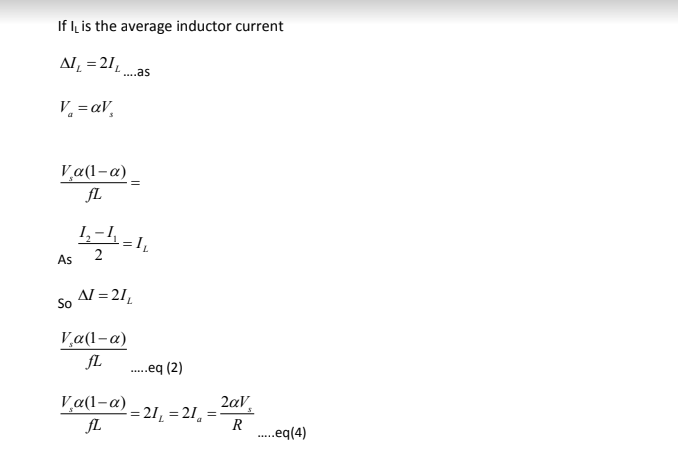 If I_L is the average inductor current
ΔI_L = 2I_L ....as
V_a = αV_s
V_sα(1−α)/fL =
As (I_2 − I_1)/2 = I_L
So ΔI = 2I_L
V_sα(1−α)/fL .....eq (2)
V_sα(1−α)/fL = 2I_L = 2I_a = 2αV_s/R .....eq(4)